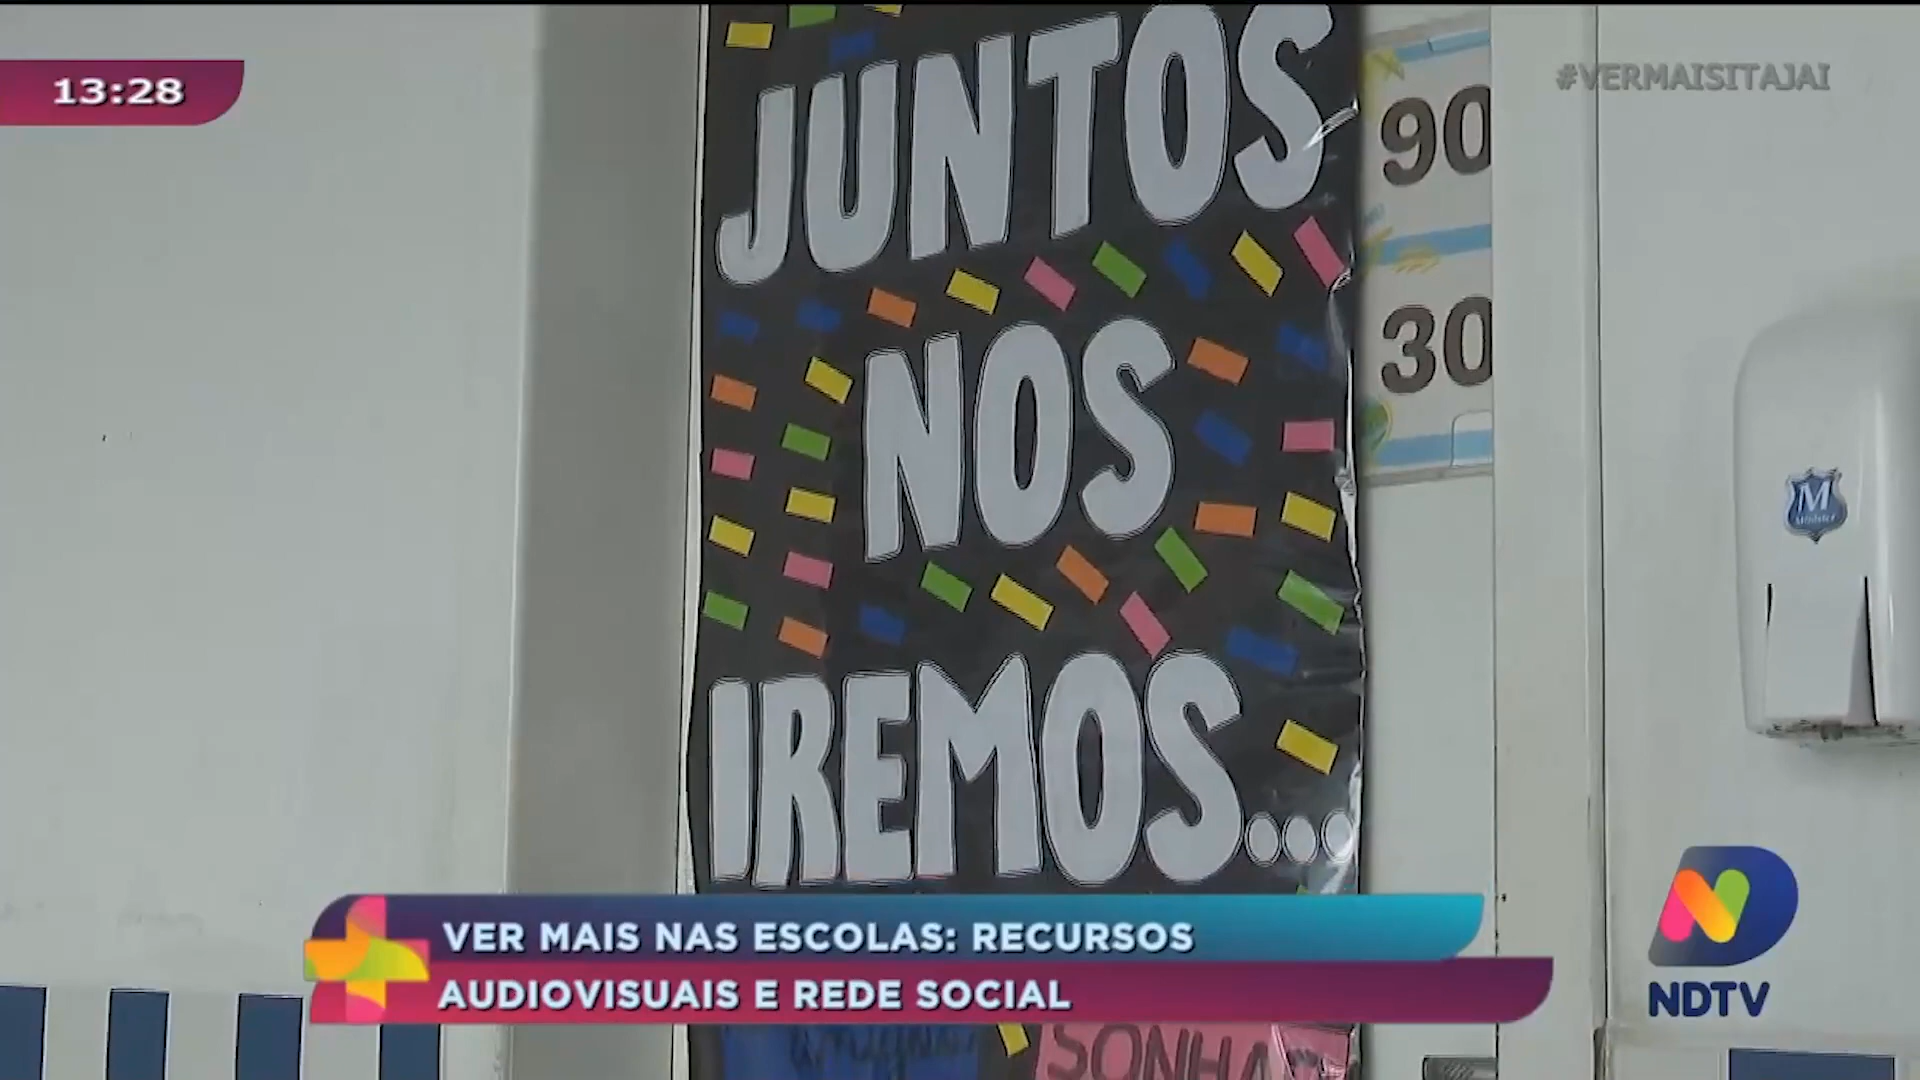 13:28
#VERMAISITAJAI
JUNTOS
NOS
IREMOS...
90
30
M
VER MAIS NAS ESCOLAS: RECURSOS
AUDIOVISUAIS E REDE SOCIAL
NDTV